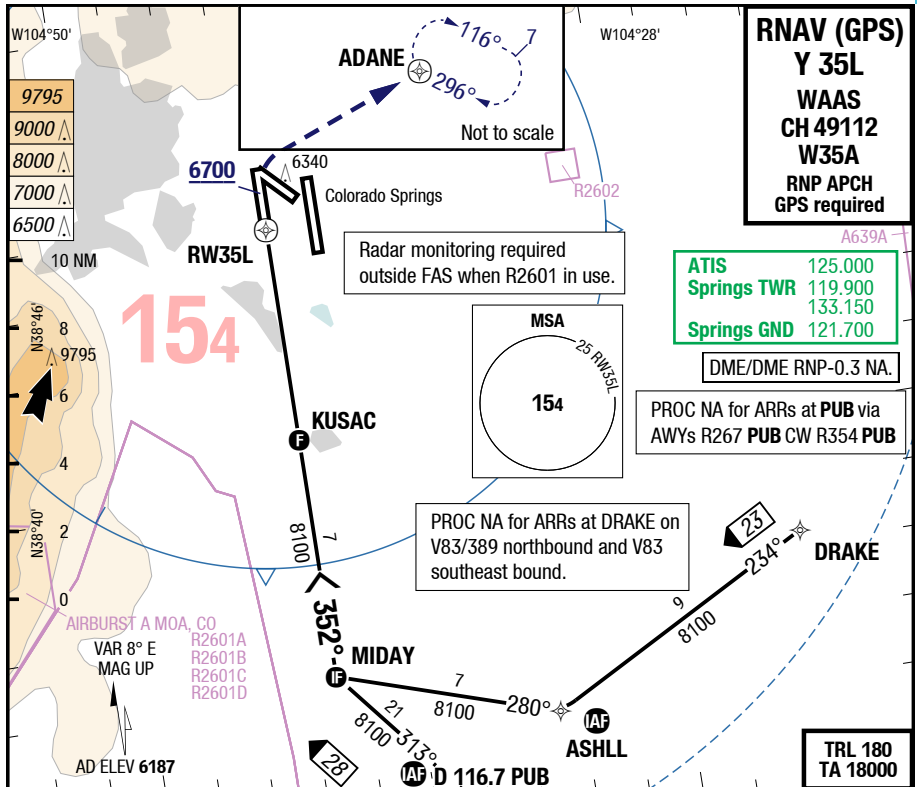 W104°50'
W104°28'
RNAV (GPS)
Y 35L
WAAS
CH 49112
W35A
RNP APCH
GPS required
ADANE
116°
7
296°
Not to scale
9795
9000
8000
7000
6500
6700
6340
Colorado Springs
R2602
RW35L
A639A
10 NM
Radar monitoring required
outside FAS when R2601 in use.
ATIS 125.000
Springs TWR 119.900
133.150
Springs GND 121.700
N38°46'
8
154
9795
MSA
25 RW35L
154
DME/DME RNP-0.3 NA.
6
PROC NA for ARRs at PUB via
AWYs R267 PUB CW R354 PUB
KUSAC
F
4
N38°40'
2
0
8100
7
PROC NA for ARRs at DRAKE on
V83/389 northbound and V83
southeast bound.
23
234°
DRAKE
9
8100
AIRBURST A MOA, CO
R2601A
R2601B
R2601C
R2601D
VAR 8° E
MAG UP
352°
MIDAY
IF
7
8100
280°
IAF
ASHLL
21
8100
313°
28
IAF D 116.7 PUB
AD ELEV 6187
TRL 180
TA 18000